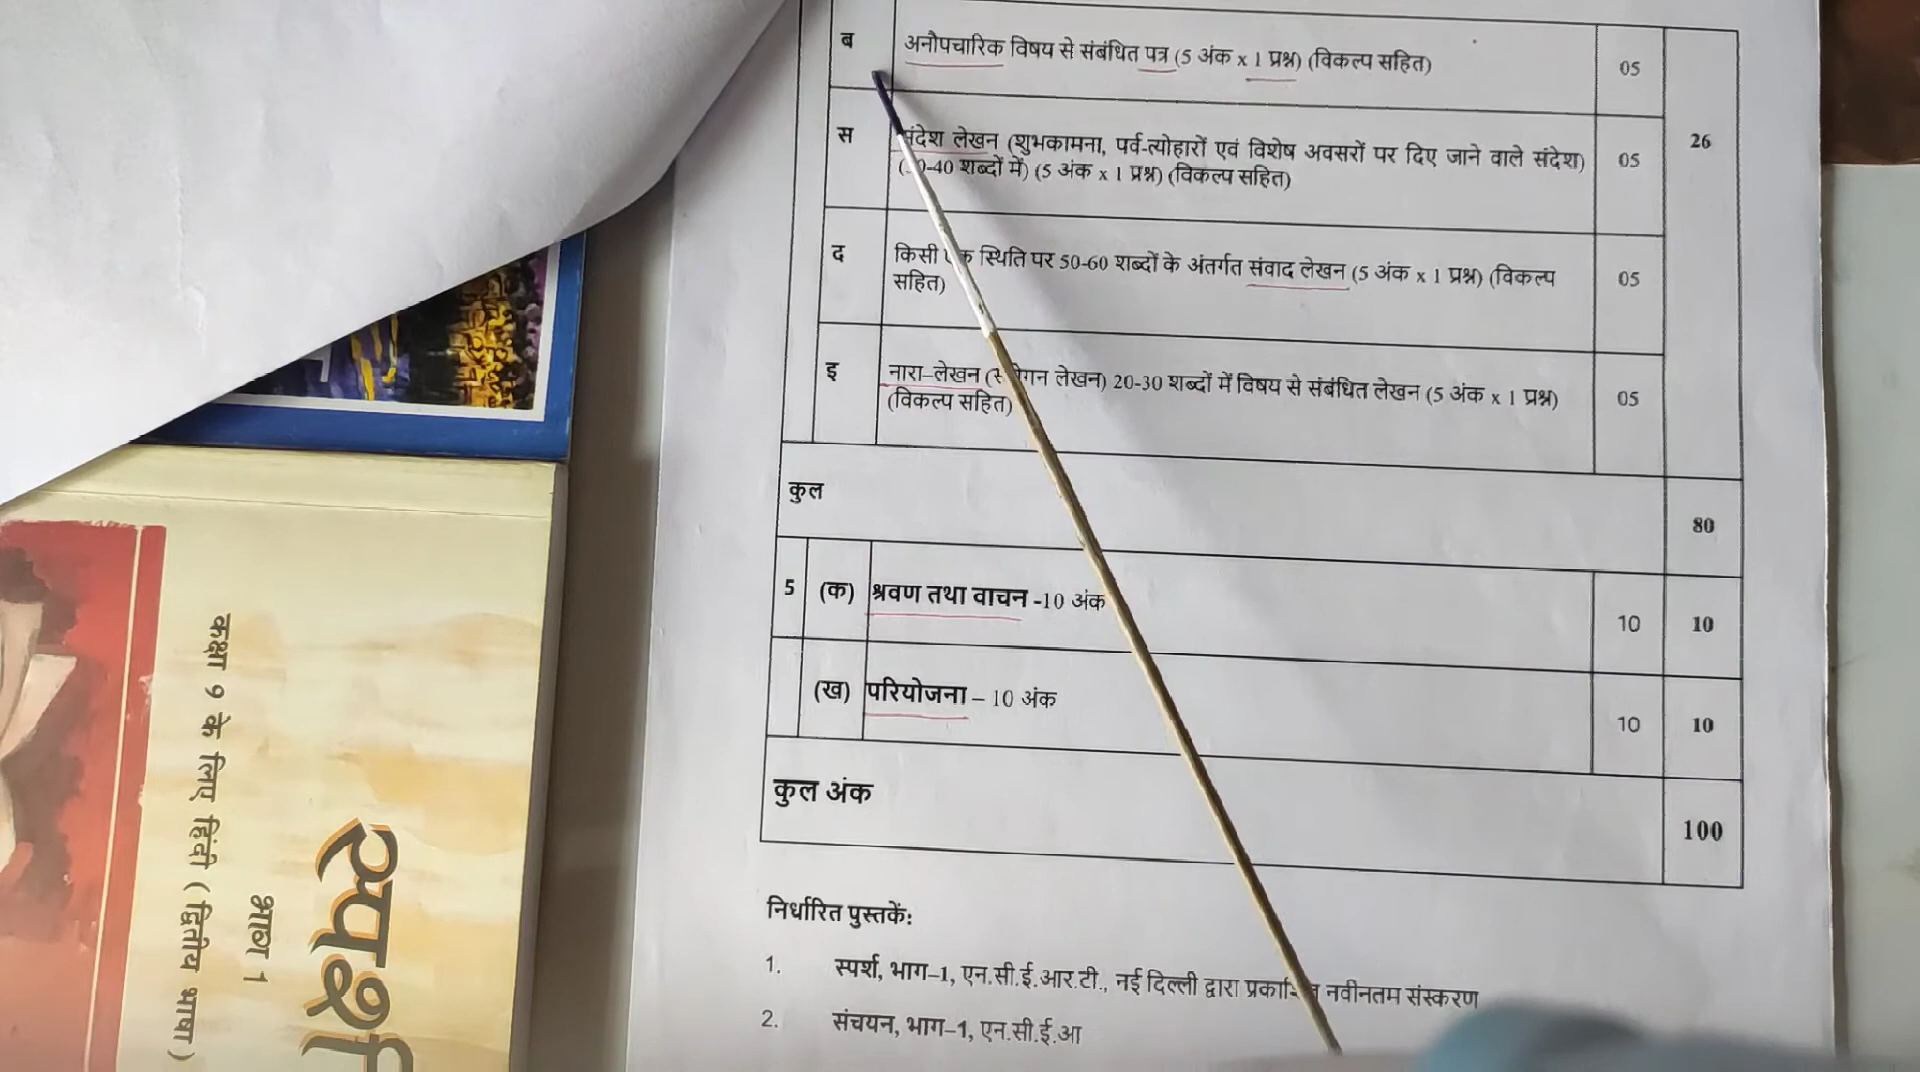 ब अनौपचारिक विषय से संबंधित पत्र (5 अंक x 1 प्रश्न) (विकल्प सहित) 05
26
स लेखन (शुभकामना, पर्व-त्योहारों एवं विशेष अवसरों पर दिए जाने वाले संदेश) 05
शब्दों में) (5 अंक x 1 प्रश्न) (विकल्प सहित)
द किसी स्थिति पर 50-60 शब्दों के अंतर्गत संवाद लेखन (5 अंक x 1 प्रश्न) (विकल्प 05
सहित)
इ नारा-लेखन लेखन) 20-30 शब्दों में विषय से संबंधित लेखन (5 अंक x 1 प्रश्न) 05
(विकल्प सहित)
कुल 80
5 (क) श्रवण तथा वाचन -10 अंक 10 10
(ख) परियोजना – 10 अंक 10 10
कुल अंक 100
निर्धारित पुस्तकें:
1. स्पर्श, भाग-1, एन.सी.ई.आर.टी., नई दिल्ली द्वारा नवीनतम संस्करण
2. संचयन, भाग-1, एन.सी.ई.आ
स्पर्श
भाग 1
कक्षा 9 के लिए हिंदी ( द्वितीय भाषा )